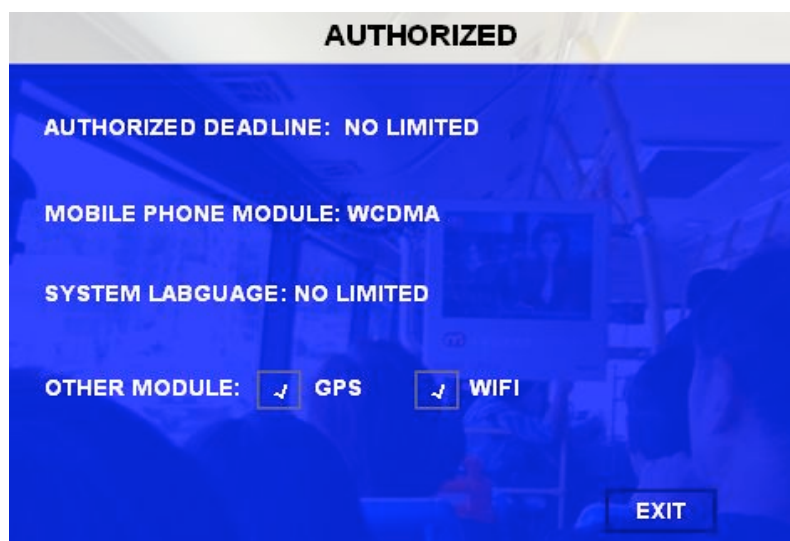 AUTHORIZED
AUTHORIZED DEADLINE: NO LIMITED
MOBILE PHONE MODULE: WCDMA
SYSTEM LABGUAGE: NO LIMITED
OTHER MODULE: GPS WIFI
EXIT